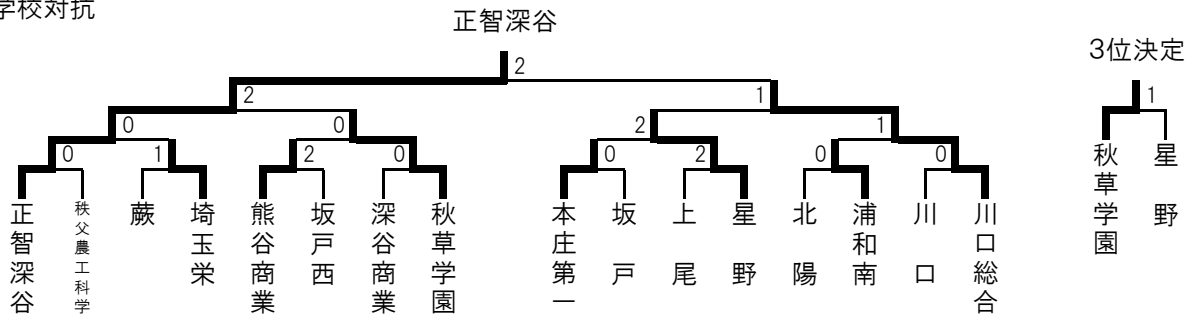 学校対抗
正智深谷
3位決定
2
2
1
1
0
0
2
1
0
1
2
0
0
2
0
0
正智深谷
秩父農工科学
蕨
埼玉栄
熊谷商業
坂戸西
深谷商業
秋草学園
本庄第一
坂戸
上尾
星野
北陽
浦和南
川口
川口総合
秋草学園
星野